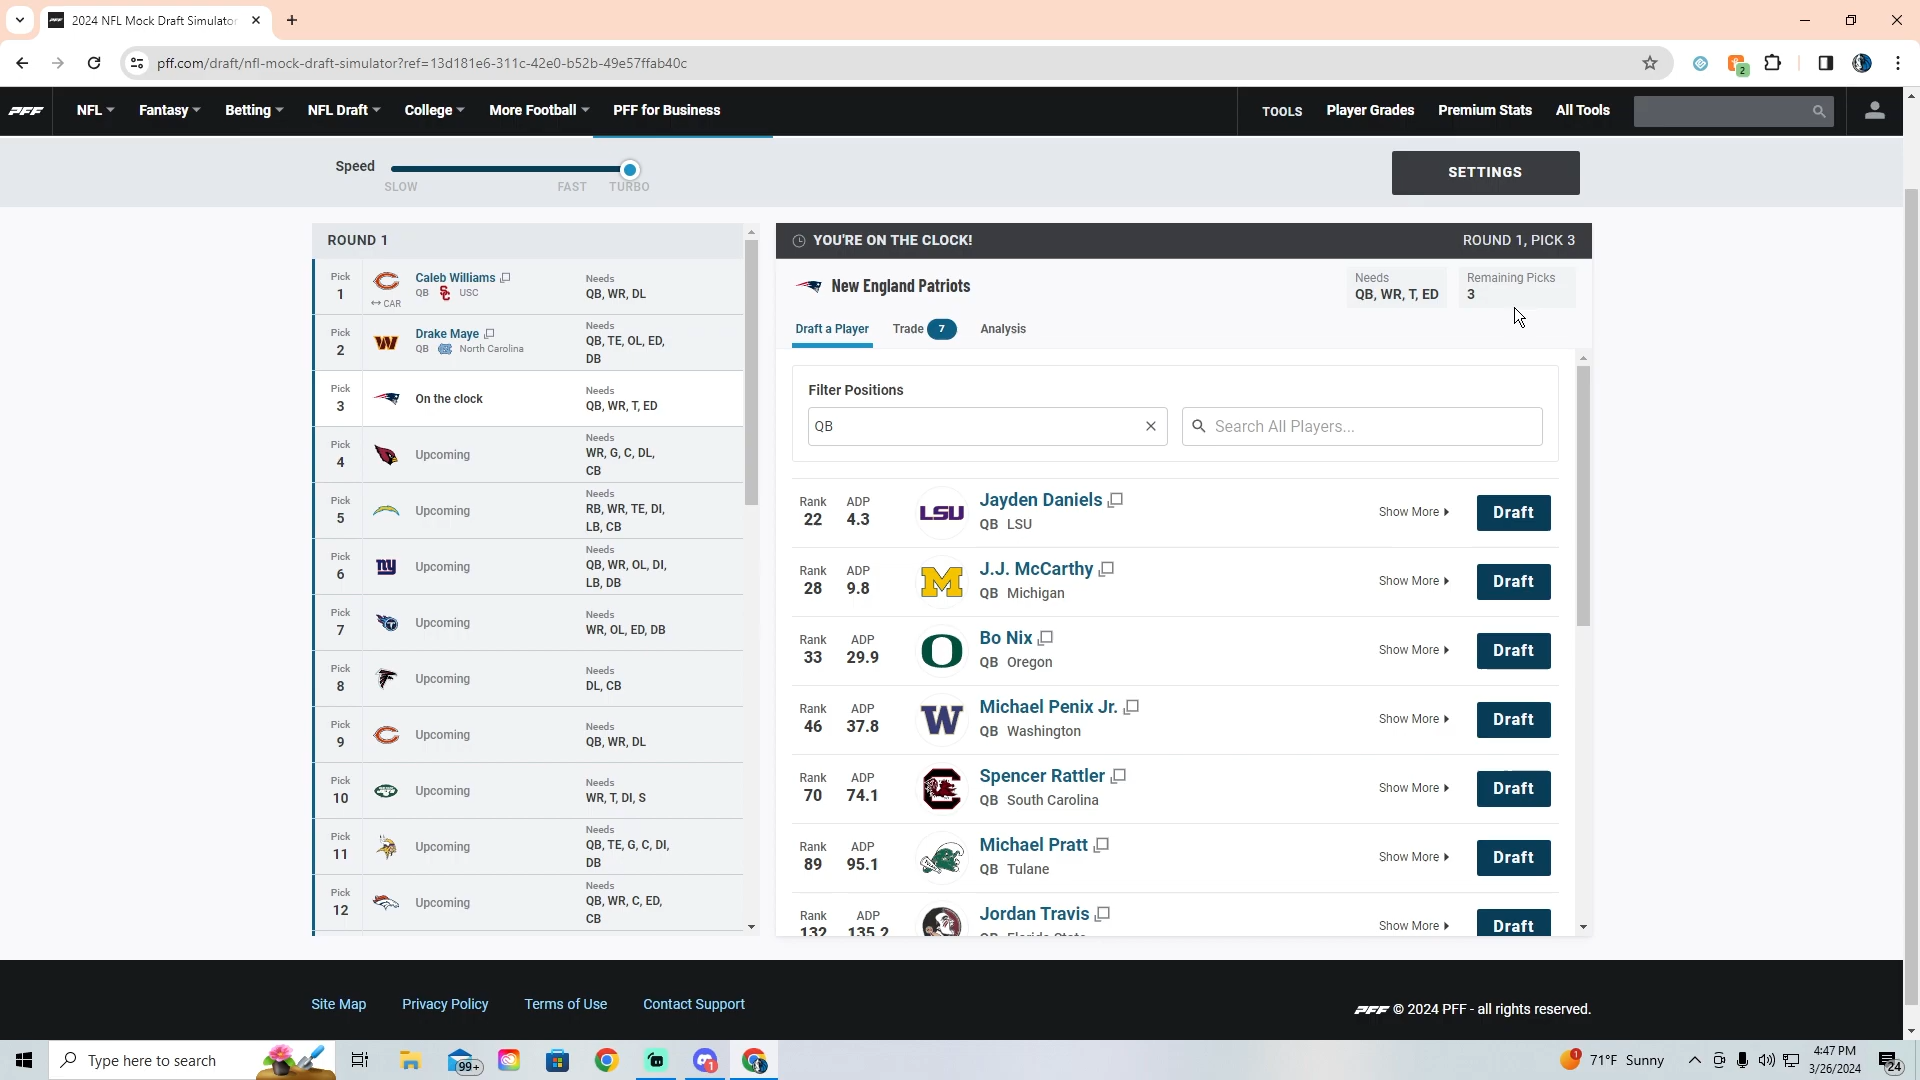 2024 NFL Mock Draft Simulator
pff.com/draft/nfl-mock-draft-simulator?ref=13d181e6-311c-42e0-b52b-49e57ffab40c
2
PFF
NFL
Fantasy
Betting
NFL Draft
College
More Football
PFF for Business
TOOLS
Player Grades
Premium Stats
All Tools
Speed
SLOW
FAST
TURBO
SETTINGS
ROUND 1
Pick
1
CAR
Caleb Williams
QB USC
Needs
QB, WR, DL
Pick
2
Drake Maye
QB North Carolina
Needs
QB, TE, OL, ED,
DB
Pick
3
On the clock
Needs
QB, WR, T, ED
Pick
4
Upcoming
Needs
WR, G, C, DL,
CB
Pick
5
Upcoming
Needs
RB, WR, TE, DI,
LB, CB
Pick
6
ny
Upcoming
Needs
QB, WR, OL, DI,
LB, DB
Pick
7
Upcoming
Needs
WR, OL, ED, DB
Pick
8
Upcoming
Needs
DL, CB
Pick
9
Upcoming
Needs
QB, WR, DL
Pick
10
Upcoming
Needs
WR, T, DI, S
Pick
11
Upcoming
Needs
QB, TE, G, C, DI,
DB
Pick
12
Upcoming
Needs
QB, WR, C, ED,
CB
YOU'RE ON THE CLOCK!
ROUND 1, PICK 3
New England Patriots
Needs
QB, WR, T, ED
Remaining Picks
3
Draft a Player
Trade 7
Analysis
Filter Positions
QB
Search All Players...
Rank
22
ADP
4.3
LSU
Jayden Daniels
QB LSU
Show More
Draft
Rank
28
ADP
9.8
M
J.J. McCarthy
QB Michigan
Show More
Draft
Rank
33
ADP
29.9
O
Bo Nix
QB Oregon
Show More
Draft
Rank
46
ADP
37.8
W
Michael Penix Jr.
QB Washington
Show More
Draft
Rank
70
ADP
74.1
Spencer Rattler
QB South Carolina
Show More
Draft
Rank
89
ADP
95.1
Michael Pratt
QB Tulane
Show More
Draft
Rank
132
ADP
135.2
Jordan Travis
QB Florida State
Show More
Draft
Site Map
Privacy Policy
Terms of Use
Contact Support
PFF © 2024 PFF - all rights reserved.
Type here to search
99+
1
1
71°F Sunny
4:47 PM
3/26/2024
24